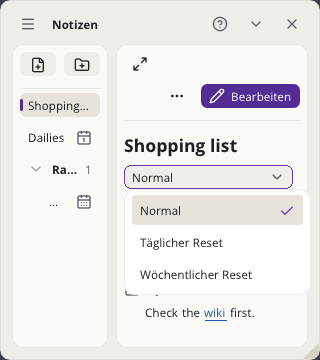 Notizen
Shopping...
Dailies
Ra... 1
...
Bearbeiten
Shopping list
Normal
Normal
Täglicher Reset
Wöchentlicher Reset
Check the wiki first.